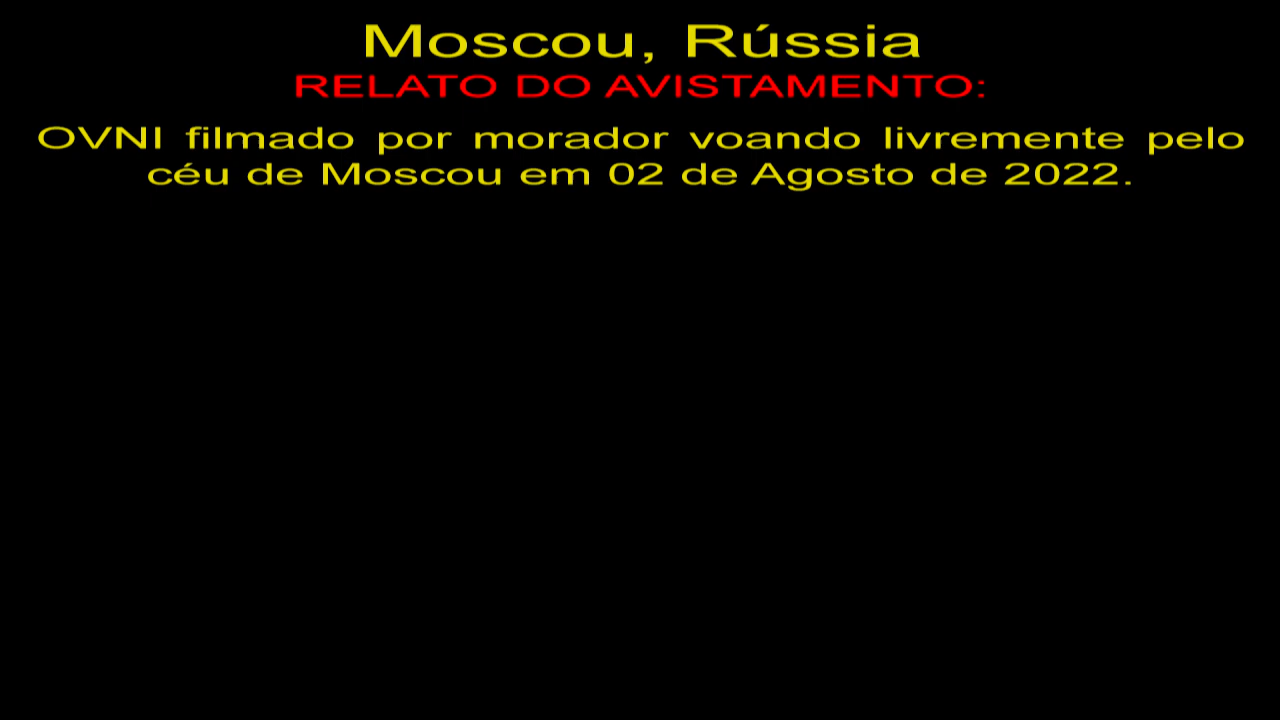 Moscou, Rússia
RELATO DO AVISTAMENTO:
OVNI filmado por morador voando livremente pelo
céu de Moscou em 02 de Agosto de 2022.